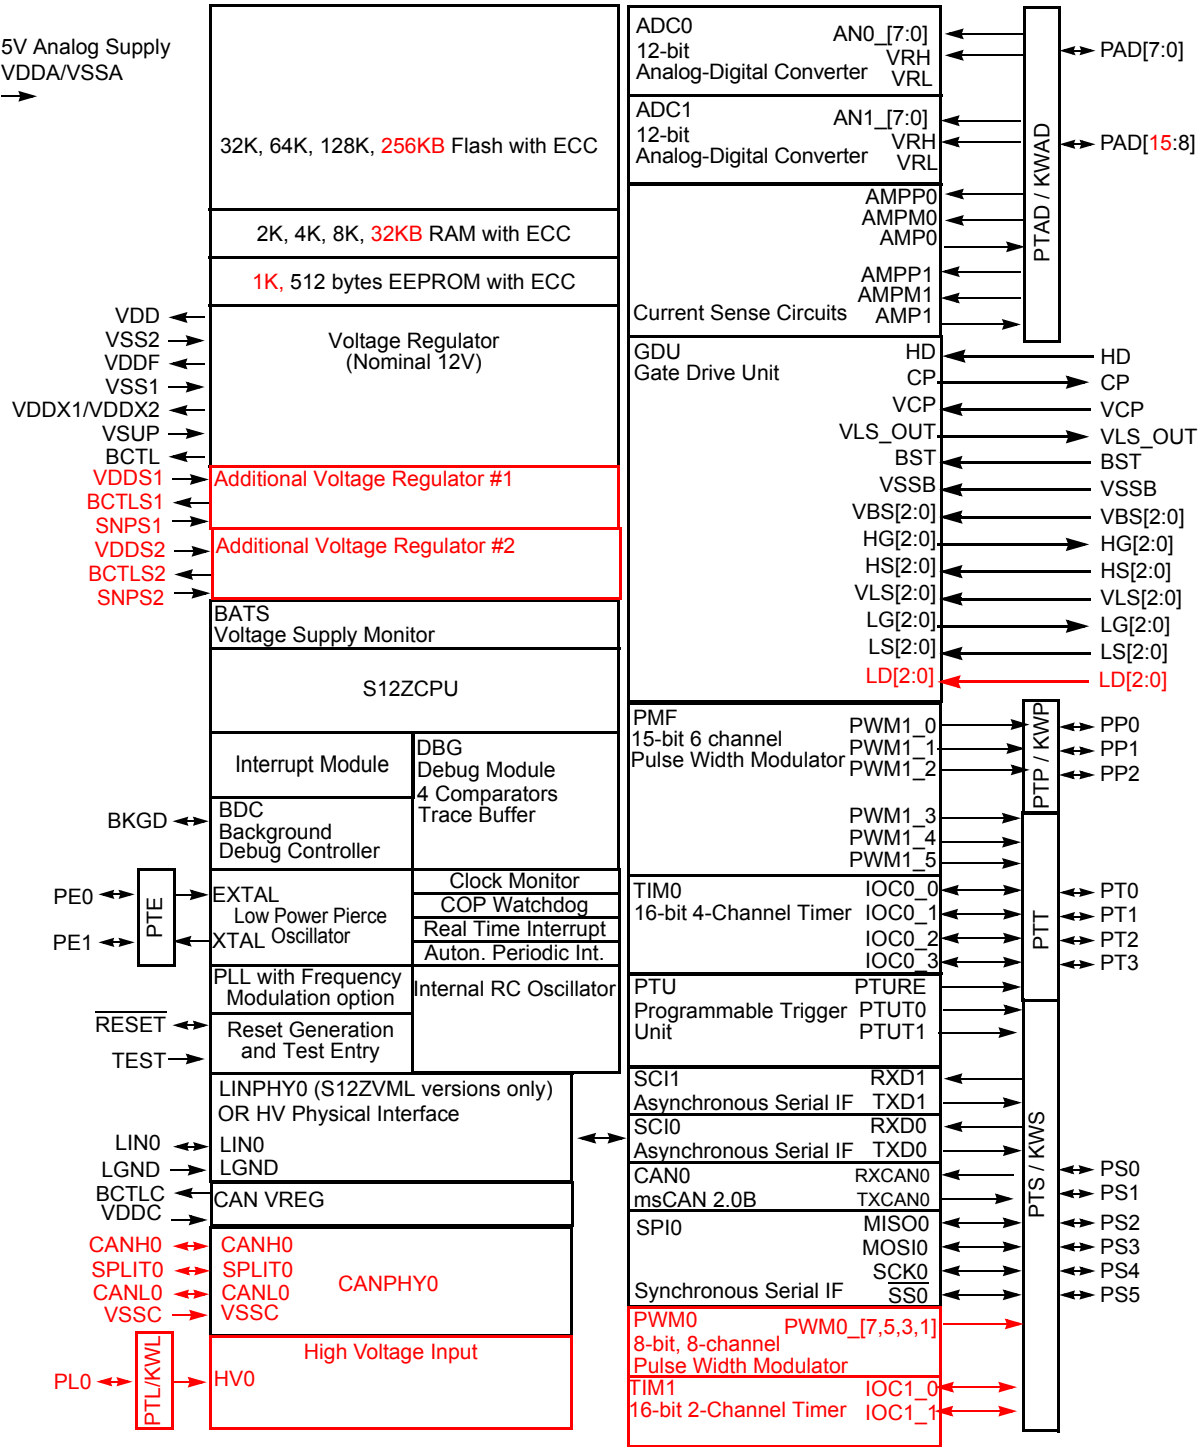 5V Analog Supply
VDDA/VSSA
32K, 64K, 128K, 256KB Flash with ECC
2K, 4K, 8K, 32KB RAM with ECC
1K, 512 bytes EEPROM with ECC
VDD
VSS2
VDDF
VSS1
VDDX1/VDDX2
VSUP
BCTL
Voltage Regulator
(Nominal 12V)
VDDS1
BCTLS1
SNPS1
Additional Voltage Regulator #1
VDDS2
BCTLS2
SNPS2
Additional Voltage Regulator #2
BATS
Voltage Supply Monitor
S12ZCPU
Interrupt Module
DBG
Debug Module
4 Comparators
Trace Buffer
BKGD
BDC
Background
Debug Controller
PE0
PE1
PTE
EXTAL
Low Power Pierce
XTAL Oscillator
Clock Monitor
COP Watchdog
Real Time Interrupt
Auton. Periodic Int.
PLL with Frequency
Modulation option
Internal RC Oscillator
RESET
TEST
Reset Generation
and Test Entry
LINPHY0 (S12ZVML versions only)
OR HV Physical Interface
LIN0
LGND
LIN0
LGND
BCTLC
VDDC
CAN VREG
CANH0
SPLIT0
CANL0
VSSC
CANH0
SPLIT0
CANL0
VSSC
CANPHY0
PL0
PTL/KWL
High Voltage Input
HV0
ADC0
12-bit
Analog-Digital Converter
AN0_[7:0]
VRH
VRL
ADC1
12-bit
Analog-Digital Converter
AN1_[7:0]
VRH
VRL
AMPP0
AMPM0
AMP0
AMPP1
AMPM1
AMP1
Current Sense Circuits
PTAD / KWAD
PAD[7:0]
PAD[15:8]
GDU
Gate Drive Unit
HD
CP
VCP
VLS_OUT
BST
VSSB
VBS[2:0]
HG[2:0]
HS[2:0]
VLS[2:0]
LG[2:0]
LS[2:0]
LD[2:0]
HD
CP
VCP
VLS_OUT
BST
VSSB
VBS[2:0]
HG[2:0]
HS[2:0]
VLS[2:0]
LG[2:0]
LS[2:0]
LD[2:0]
PMF
15-bit 6 channel
Pulse Width Modulator
PWM1_0
PWM1_1
PWM1_2
PWM1_3
PWM1_4
PWM1_5
PTP / KWP
PP0
PP1
PP2
TIM0
16-bit 4-Channel Timer
IOC0_0
IOC0_1
IOC0_2
IOC0_3
PTT
PT0
PT1
PT2
PT3
PTU
Programmable Trigger
Unit
PTURE
PTUT0
PTUT1
SCI1
Asynchronous Serial IF
RXD1
TXD1
SCI0
Asynchronous Serial IF
RXD0
TXD0
CAN0
msCAN 2.0B
RXCAN0
TXCAN0
SPI0
Synchronous Serial IF
MISO0
MOSI0
SCK0
SS0
PTS / KWS
PS0
PS1
PS2
PS3
PS4
PS5
PWM0
8-bit, 8-channel
Pulse Width Modulator
PWM0_[7,5,3,1]
TIM1
16-bit 2-Channel Timer
IOC1_0
IOC1_1